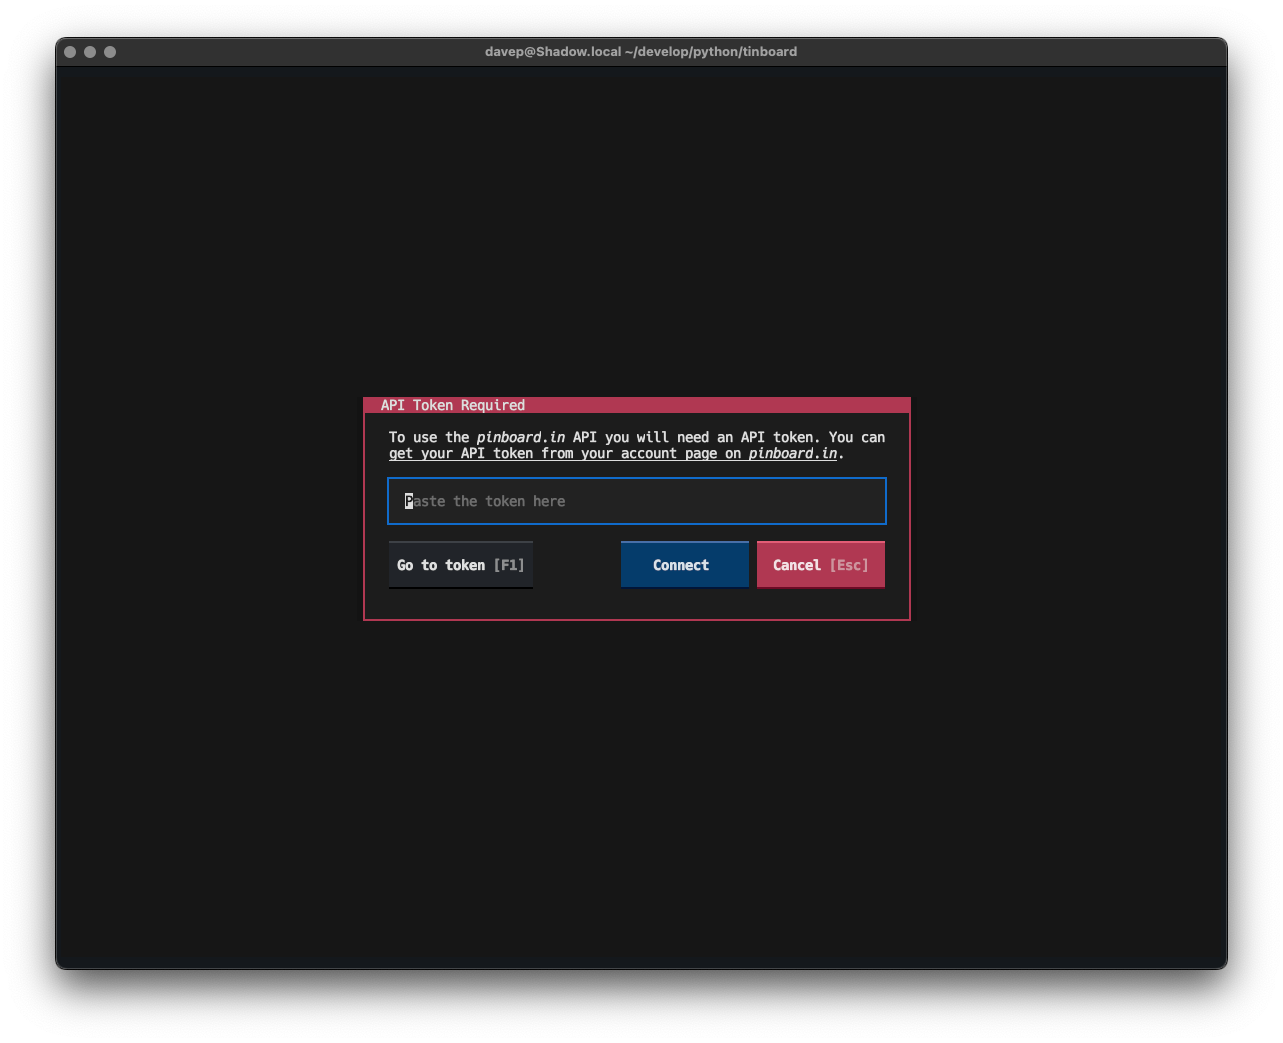 davep@Shadow.local ~/develop/python/tinboard
API Token Required
To use the pinboard.in API you will need an API token. You can
get your API token from your account page on pinboard.in.
Paste the token here
Go to token [F1] Connect Cancel [Esc]